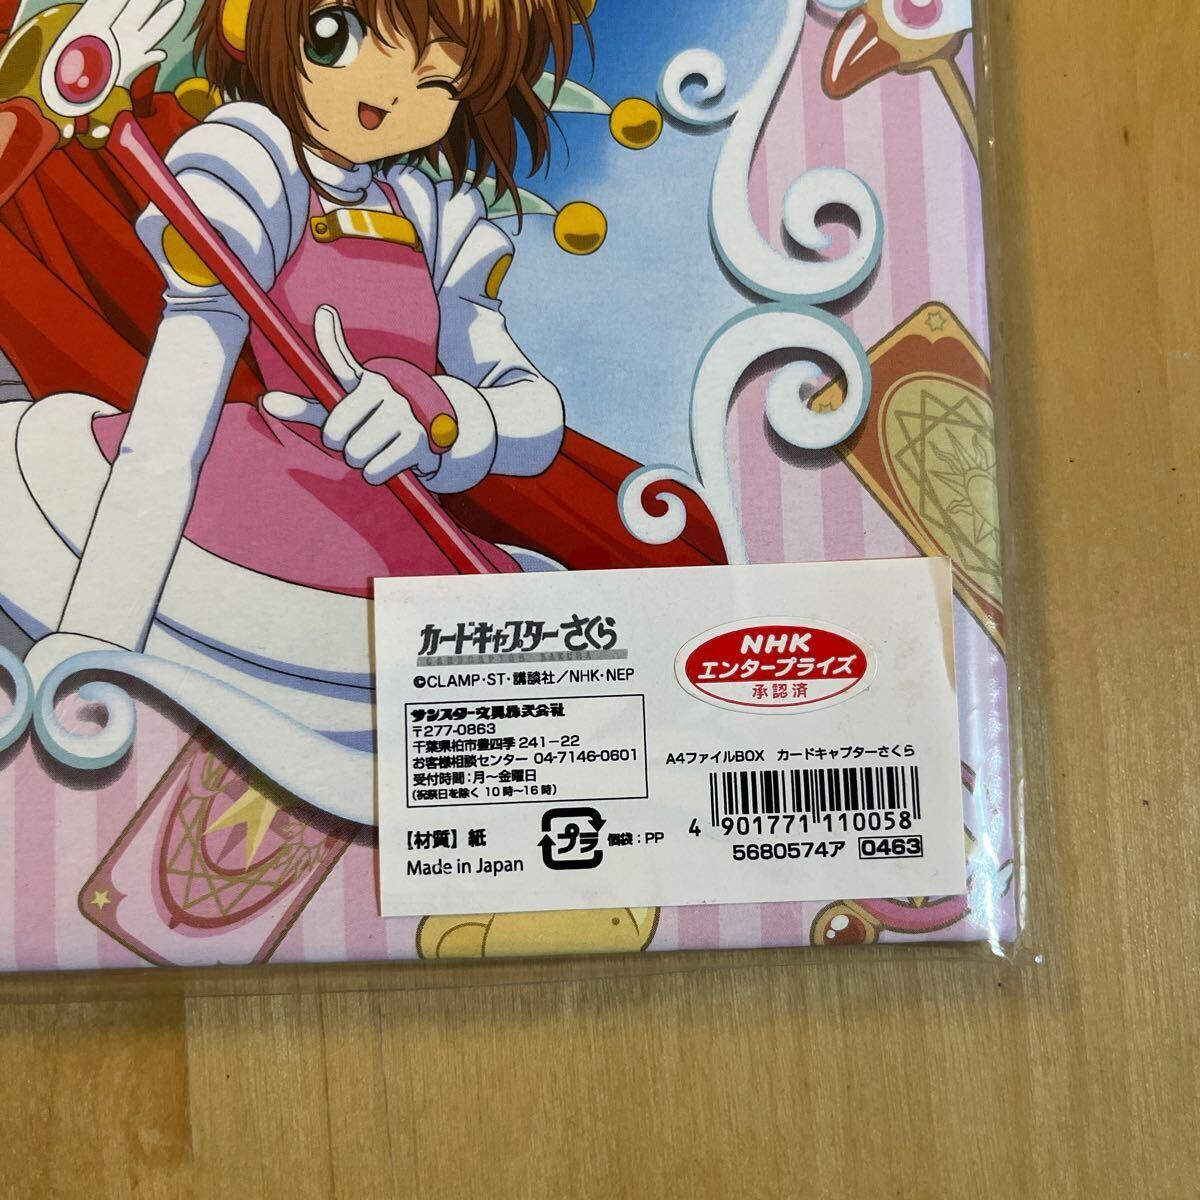 カードキャプターさくら
CARDCAPTOR SAKURA
©CLAMP・ST・講談社／NHK・NEP
NHK
エンタープライズ
承認済
サンスター文具株式会社
〒277-0863
千葉県柏市豊四季241-22
お客様相談センター 04-7146-0601
受付時間：月～金曜日
（祝祭日を除く 10時～16時）
【材質】紙
Made in Japan
プラ
個袋：PP
A4ファイルBOX カードキャプターさくら
4 901771 110058
5680574ア 0463